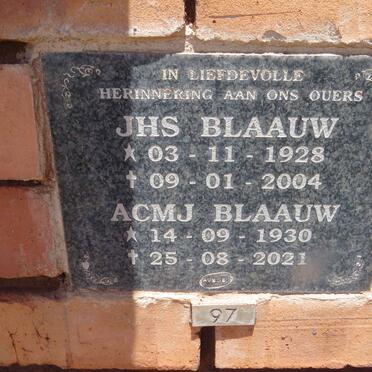 IN LIEFDEVOLLE
HERINNERING AAN ONS OUERS
JHS BLAAUW
★ 03 - 11 - 1928
✝ 09 - 01 - 2004
ACMJ BLAAUW
★ 14 - 09 - 1930
✝ 25 - 08 - 2021
97